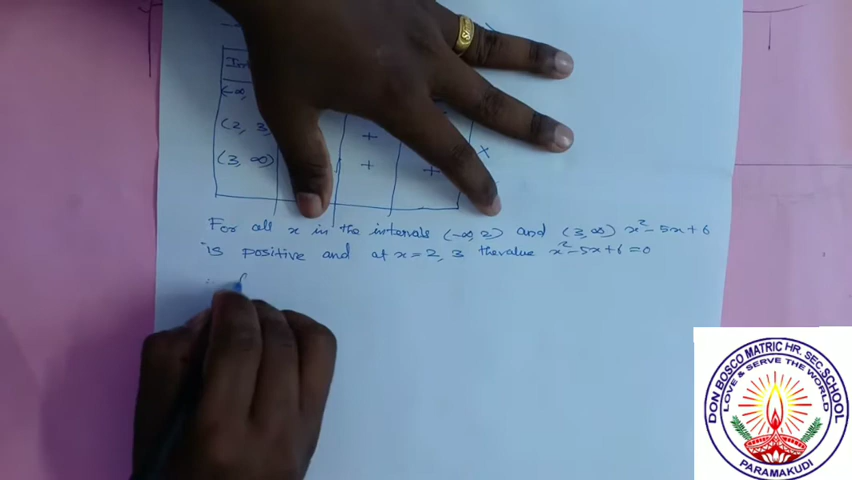 (-∞,
(2, 3
(3, ∞)
+
+
+
x
For all x in the intervals (-∞, 2) and (3, ∞) x²- 5x + 6
is positive and at x = 2, 3 the value x²- 5x + 6 = 0
DON BOSCO MATRIC HR. SEC. SCHOOL
LOVE & SERVE THE WORLD
PARAMAKUDI